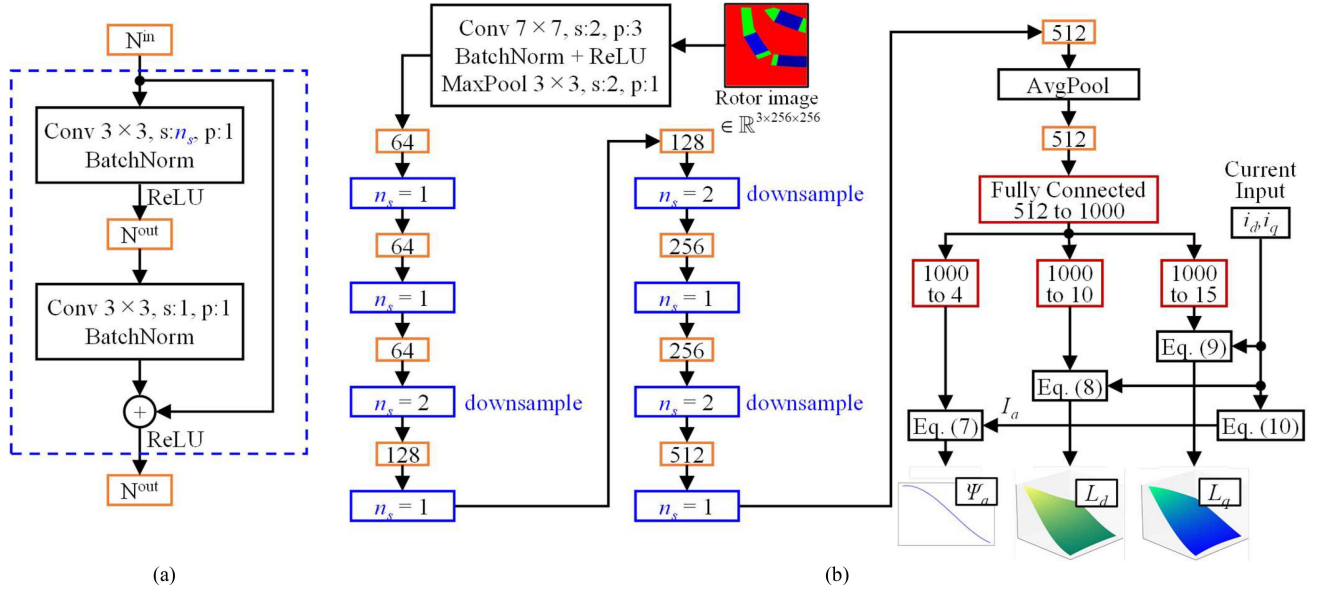 N^in
Conv 3 × 3, s:n_s, p:1
BatchNorm
ReLU
N^out
Conv 3 × 3, s:1, p:1
BatchNorm
+
ReLU
N^out
(a)
Conv 7 × 7, s:2, p:3
BatchNorm + ReLU
MaxPool 3 × 3, s:2, p:1
Rotor image
∈ ℝ^3×256×256
64
n_s = 1
64
n_s = 1
64
n_s = 2 downsample
128
n_s = 1
128
n_s = 2 downsample
256
n_s = 1
256
n_s = 2 downsample
512
n_s = 1
512
AvgPool
512
Fully Connected
512 to 1000
Current
Input
i_d, i_q
1000
to 4
1000
to 10
1000
to 15
Eq. (9)
Eq. (8)
Eq. (7)
I_a
Eq. (10)
Ψ_a
L_d
L_q
(b)